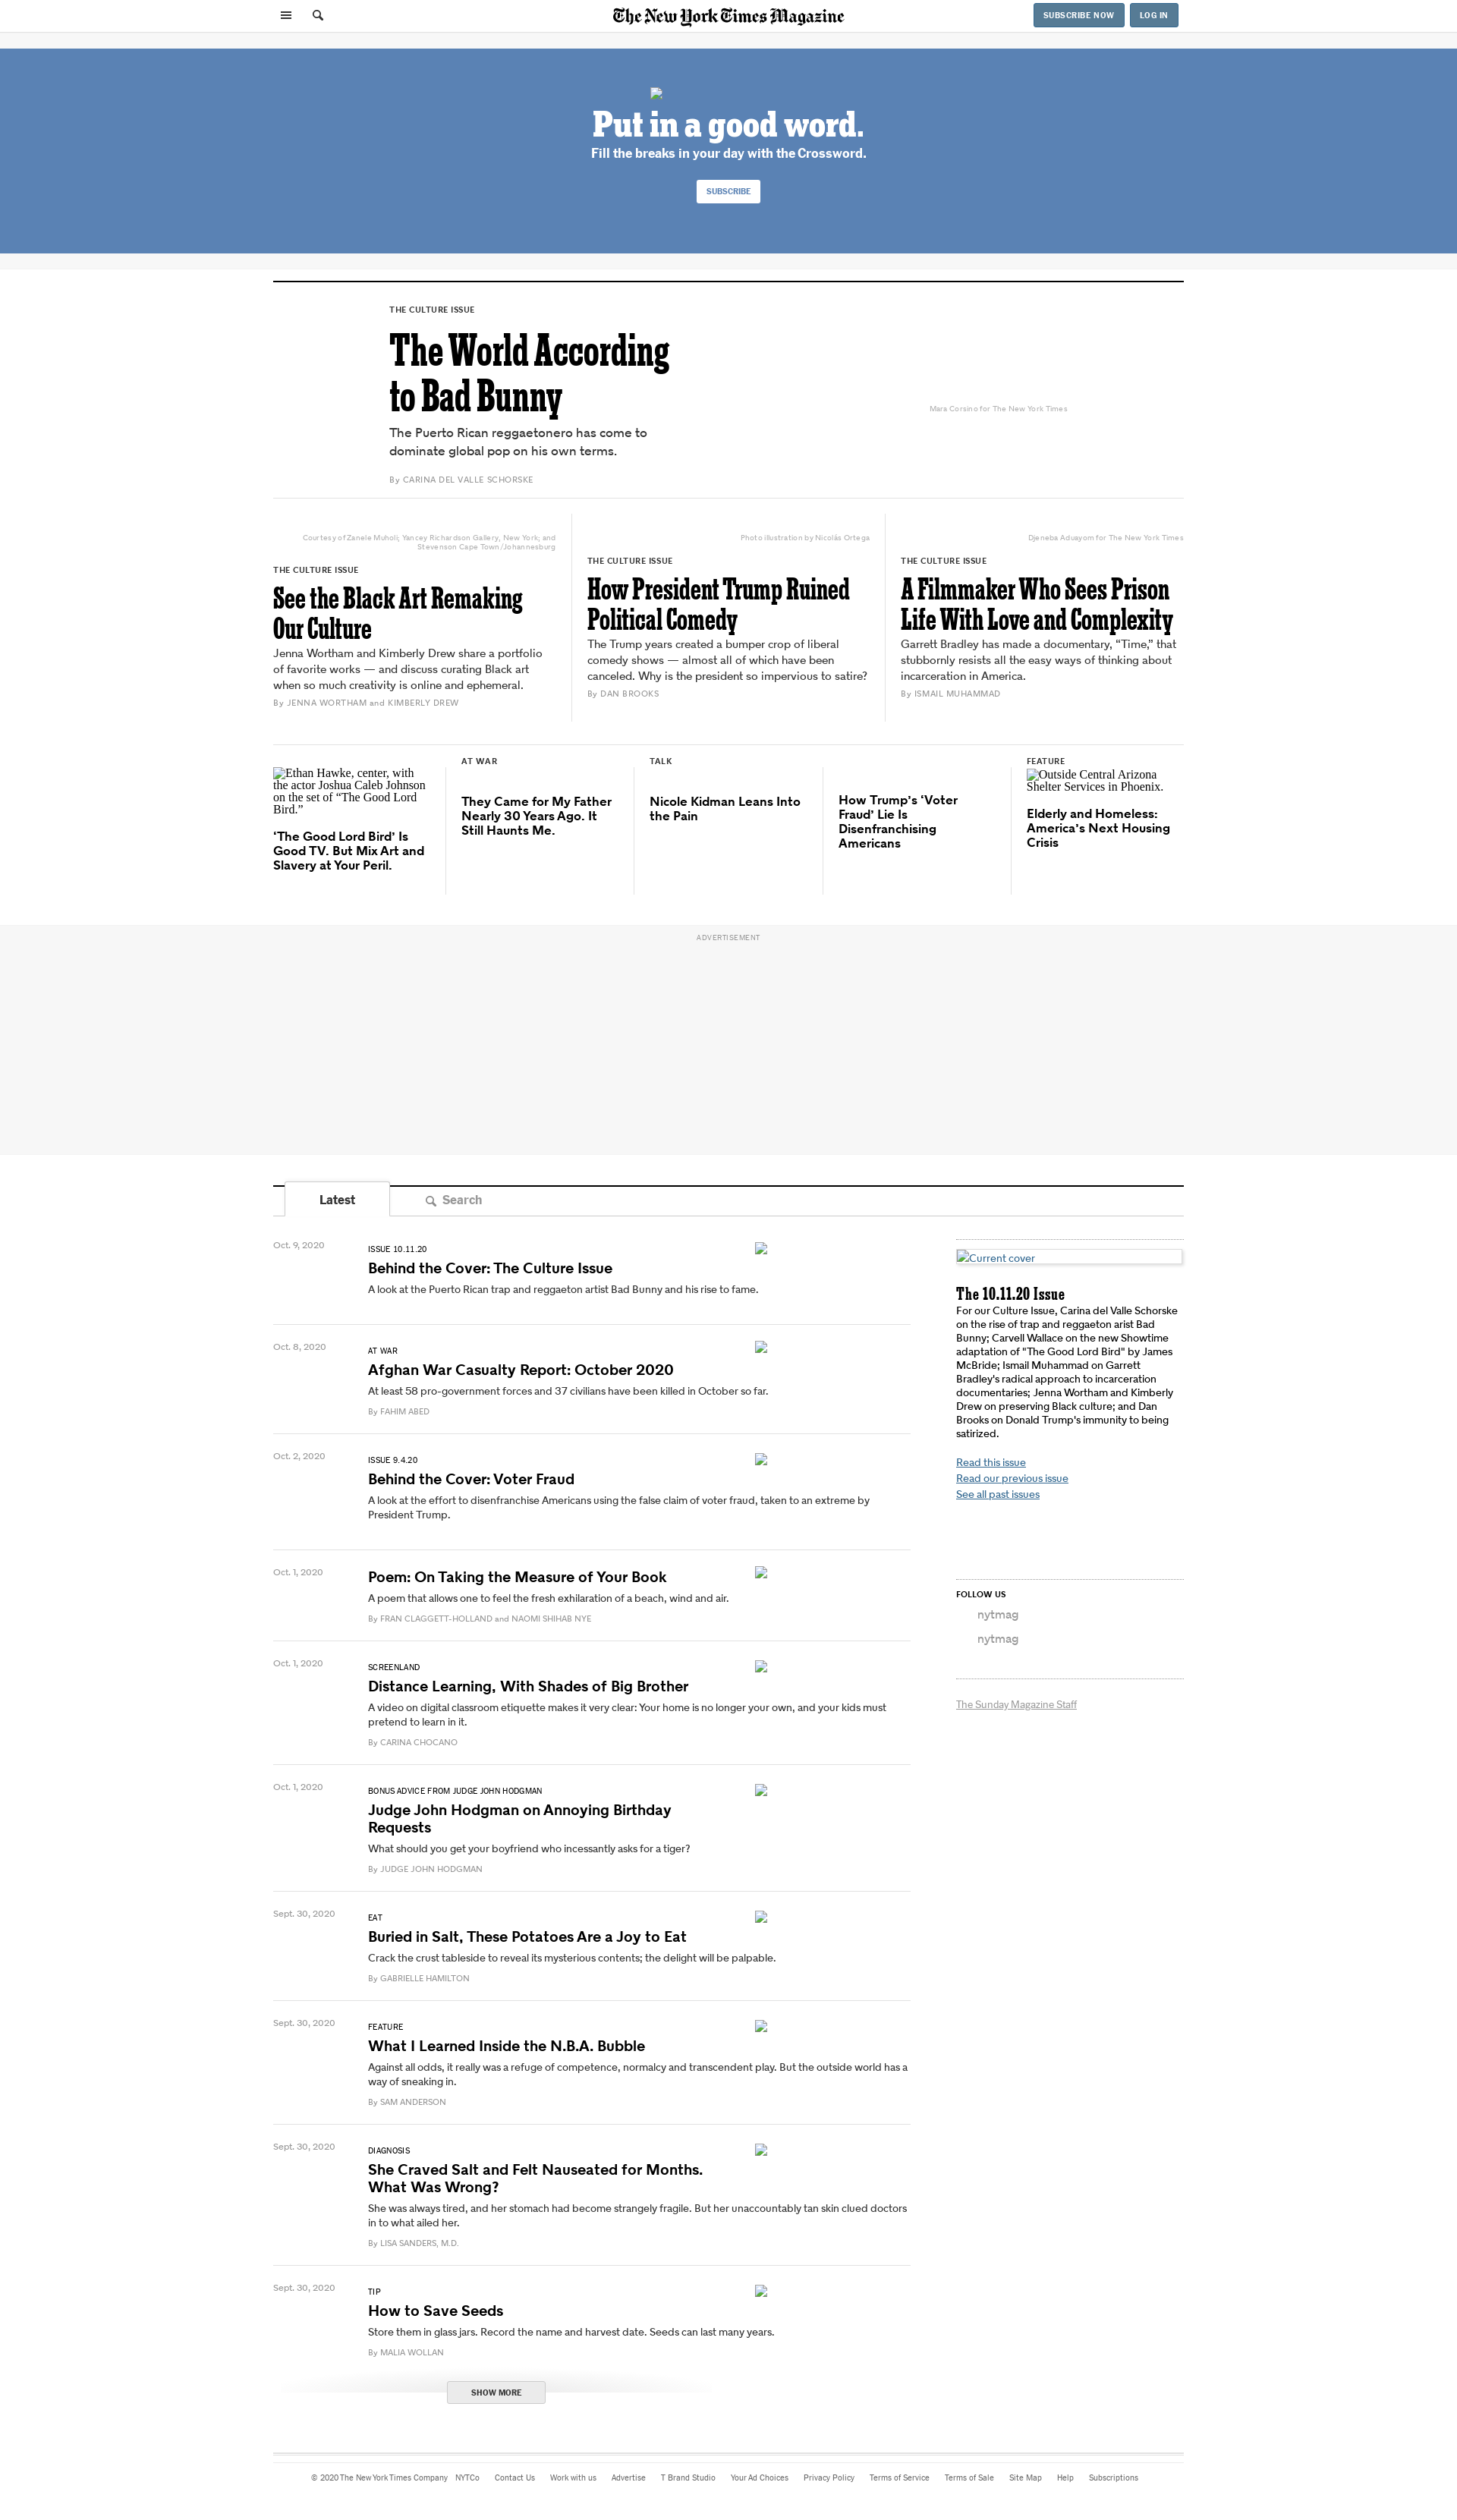 The New York Times Magazine
SUBSCRIBE NOW
LOG IN
Put in a good word.
Fill the breaks in your day with the Crossword.
SUBSCRIBE
THE CULTURE ISSUE
The World According
to Bad Bunny
The Puerto Rican reggaetonero has come to
dominate global pop on his own terms.
By CARINA DEL VALLE SCHORSKE
Mara Corsino for The New York Times
Courtesy of Zanele Muholi; Yancey Richardson Gallery, New York; and
Stevenson Cape Town/Johannesburg
THE CULTURE ISSUE
See the Black Art Remaking
Our Culture
Jenna Wortham and Kimberly Drew share a portfolio
of favorite works — and discuss curating Black art
when so much creativity is online and ephemeral.
By JENNA WORTHAM and KIMBERLY DREW
Photo illustration by Nicolás Ortega
THE CULTURE ISSUE
How President Trump Ruined
Political Comedy
The Trump years created a bumper crop of liberal
comedy shows — almost all of which have been
canceled. Why is the president so impervious to satire?
By DAN BROOKS
Djeneba Aduayom for The New York Times
THE CULTURE ISSUE
A Filmmaker Who Sees Prison
Life With Love and Complexity
Garrett Bradley has made a documentary, “Time,” that
stubbornly resists all the easy ways of thinking about
incarceration in America.
By ISMAIL MUHAMMAD
Ethan Hawke, center, with
the actor Joshua Caleb Johnson
on the set of “The Good Lord
Bird.”
‘The Good Lord Bird’ Is
Good TV. But Mix Art and
Slavery at Your Peril.
AT WAR
They Came for My Father
Nearly 30 Years Ago. It
Still Haunts Me.
TALK
Nicole Kidman Leans Into
the Pain
How Trump’s ‘Voter
Fraud’ Lie Is
Disenfranchising
Americans
FEATURE
Outside Central Arizona
Shelter Services in Phoenix.
Elderly and Homeless:
America’s Next Housing
Crisis
ADVERTISEMENT
Latest
Search
Oct. 9, 2020
ISSUE 10.11.20
Behind the Cover: The Culture Issue
A look at the Puerto Rican trap and reggaeton artist Bad Bunny and his rise to fame.
Oct. 8, 2020
AT WAR
Afghan War Casualty Report: October 2020
At least 58 pro-government forces and 37 civilians have been killed in October so far.
By FAHIM ABED
Oct. 2, 2020
ISSUE 9.4.20
Behind the Cover: Voter Fraud
A look at the effort to disenfranchise Americans using the false claim of voter fraud, taken to an extreme by
President Trump.
Oct. 1, 2020
Poem: On Taking the Measure of Your Book
A poem that allows one to feel the fresh exhilaration of a beach, wind and air.
By FRAN CLAGGETT-HOLLAND and NAOMI SHIHAB NYE
Oct. 1, 2020
SCREENLAND
Distance Learning, With Shades of Big Brother
A video on digital classroom etiquette makes it very clear: Your home is no longer your own, and your kids must
pretend to learn in it.
By CARINA CHOCANO
Oct. 1, 2020
BONUS ADVICE FROM JUDGE JOHN HODGMAN
Judge John Hodgman on Annoying Birthday
Requests
What should you get your boyfriend who incessantly asks for a tiger?
By JUDGE JOHN HODGMAN
Sept. 30, 2020
EAT
Buried in Salt, These Potatoes Are a Joy to Eat
Crack the crust tableside to reveal its mysterious contents; the delight will be palpable.
By GABRIELLE HAMILTON
Sept. 30, 2020
FEATURE
What I Learned Inside the N.B.A. Bubble
Against all odds, it really was a refuge of competence, normalcy and transcendent play. But the outside world has a
way of sneaking in.
By SAM ANDERSON
Sept. 30, 2020
DIAGNOSIS
She Craved Salt and Felt Nauseated for Months.
What Was Wrong?
She was always tired, and her stomach had become strangely fragile. But her unaccountably tan skin clued doctors
in to what ailed her.
By LISA SANDERS, M.D.
Sept. 30, 2020
TIP
How to Save Seeds
Store them in glass jars. Record the name and harvest date. Seeds can last many years.
By MALIA WOLLAN
SHOW MORE
Current cover
The 10.11.20 Issue
For our Culture Issue, Carina del Valle Schorske
on the rise of trap and reggaeton arist Bad
Bunny; Carvell Wallace on the new Showtime
adaptation of "The Good Lord Bird" by James
McBride; Ismail Muhammad on Garrett
Bradley's radical approach to incarceration
documentaries; Jenna Wortham and Kimberly
Drew on preserving Black culture; and Dan
Brooks on Donald Trump's immunity to being
satirized.
Read this issue
Read our previous issue
See all past issues
FOLLOW US
nytmag
nytmag
The Sunday Magazine Staff
© 2020 The New York Times Company NYTCo Contact Us Work with us Advertise T Brand Studio Your Ad Choices Privacy Policy Terms of Service Terms of Sale Site Map Help Subscriptions